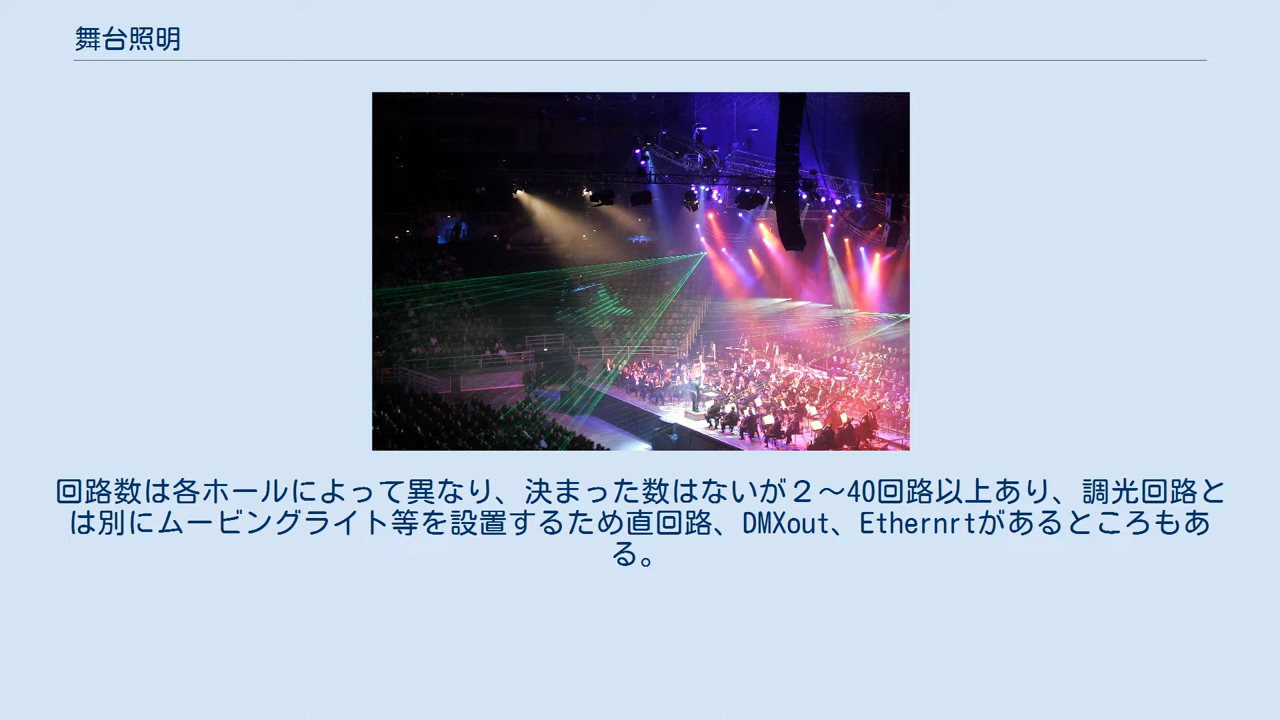 舞台照明
回路数は各ホールによって異なり、決まった数はないが２～40回路以上あり、調光回路と
は別にムービングライト等を設置するため直回路、DMXout、Ethernrtがあるところもあ
る。